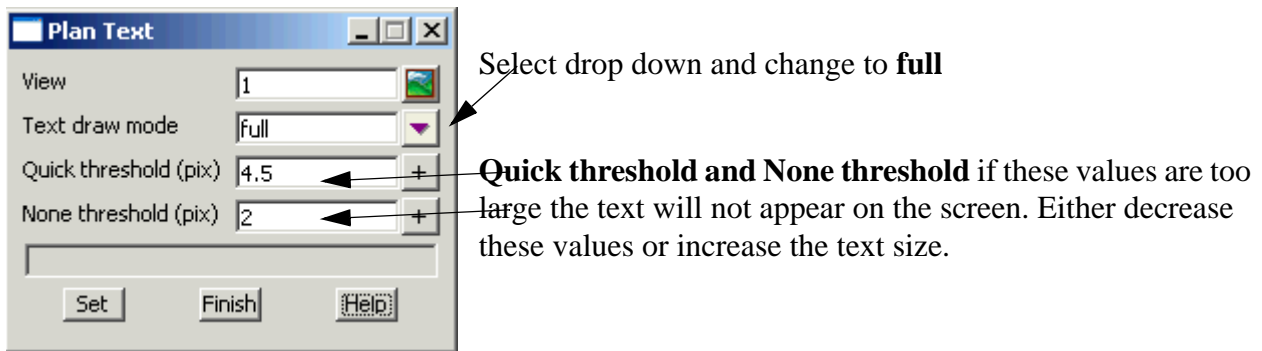 Plan Text
View 1
Select drop down and change to full
Text draw mode full
Quick threshold (pix) 4.5 +
Quick threshold and None threshold if these values are too
None threshold (pix) 2 +
large the text will not appear on the screen. Either decrease
these values or increase the text size.
Set Finish Help